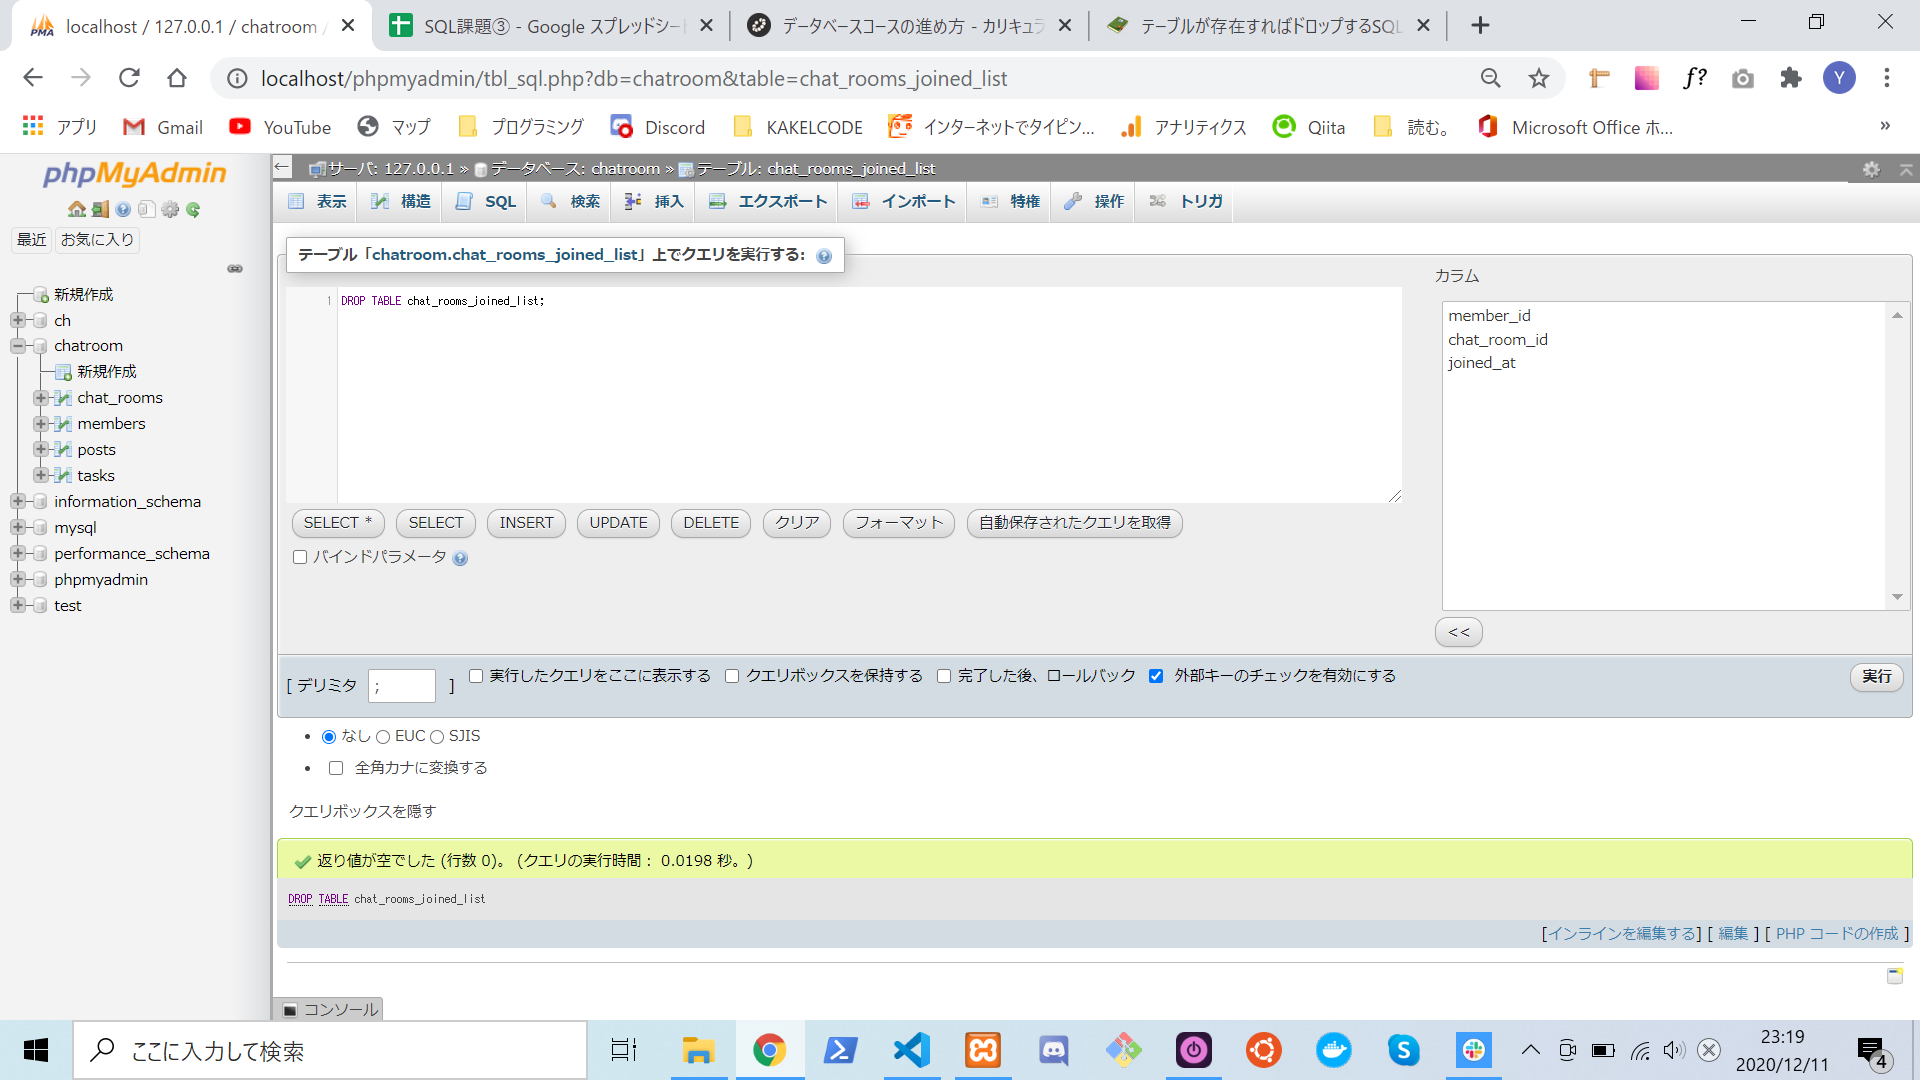 localhost / 127.0.0.1 / chatroom /
SQL課題③ - Google スプレッドシート
データベースコースの進め方 - カリキュラ
テーブルが存在すればドロップするSQL
localhost/phpmyadmin/tbl_sql.php?db=chatroom&table=chat_rooms_joined_list
f?
Y
アプリ
Gmail
YouTube
マップ
プログラミング
Discord
KAKELCODE
インターネットでタイピン...
アナリティクス
Qiita
読む。
Microsoft Office ホ...
»
phpMyAdmin
最近
お気に入り
新規作成
ch
chatroom
新規作成
chat_rooms
members
posts
tasks
information_schema
mysql
performance_schema
phpmyadmin
test
サーバ: 127.0.0.1 » データベース: chatroom » テーブル: chat_rooms_joined_list
表示
構造
SQL
検索
挿入
エクスポート
インポート
特権
操作
トリガ
テーブル「chatroom.chat_rooms_joined_list」上でクエリを実行する:
1 DROP TABLE chat_rooms_joined_list;
カラム
member_id
chat_room_id
joined_at
SELECT *
SELECT
INSERT
UPDATE
DELETE
クリア
フォーマット
自動保存されたクエリを取得
バインドパラメータ
<<
[ デリミタ ; ]
実行したクエリをここに表示する
クエリボックスを保持する
完了した後、ロールバック
外部キーのチェックを有効にする
実行
なし EUC SJIS
全角カナに変換する
クエリボックスを隠す
返り値が空でした (行数 0)。 (クエリの実行時間： 0.0198 秒。)
DROP TABLE chat_rooms_joined_list
[インラインを編集する] [ 編集 ] [ PHP コードの作成 ]
コンソール
ここに入力して検索
23:19
2020/12/11
4